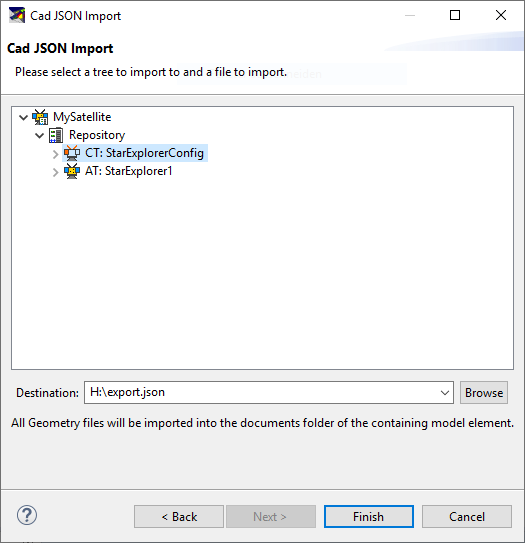 Cad JSON Import
Cad JSON Import
Please select a tree to import to and a file to import.
MySatellite
Repository
CT: StarExplorerConfig
AT: StarExplorer1
Destination: H:\export.json Browse
All Geometry files will be imported into the documents folder of the containing model element.
? < Back Next > Finish Cancel